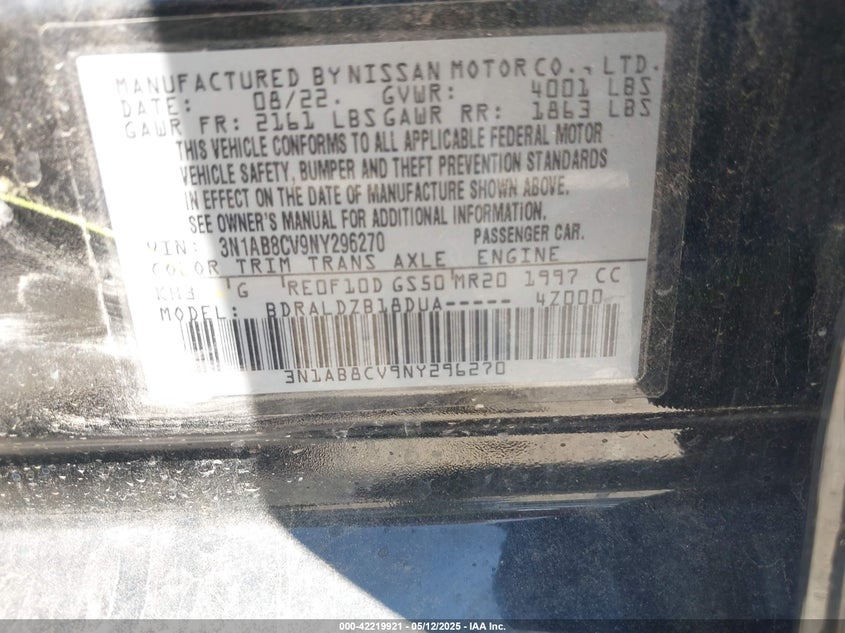 MANUFACTURED BY NISSAN MOTOR CO., LTD.
DATE: 08/22. GVWR: 4001 LBS
GAWR FR: 2161 LBS GAWR RR: 1863 LBS
THIS VEHICLE CONFORMS TO ALL APPLICABLE FEDERAL MOTOR
VEHICLE SAFETY, BUMPER AND THEFT PREVENTION STANDARDS
IN EFFECT ON THE DATE OF MANUFACTURE SHOWN ABOVE.
SEE OWNER'S MANUAL FOR ADDITIONAL INFORMATION.
VIN: 3N1AB8CV9NY296270 PASSENGER CAR.
COLOR TRIM TRANS AXLE ENGINE
KH3 G RE0F10D GS50 MR20 1997 CC
MODEL: BDRALDZB18DUA----- 4Z000
3N1AB8CV9NY296270
000-42219921 - 05/12/2025 - IAA Inc.